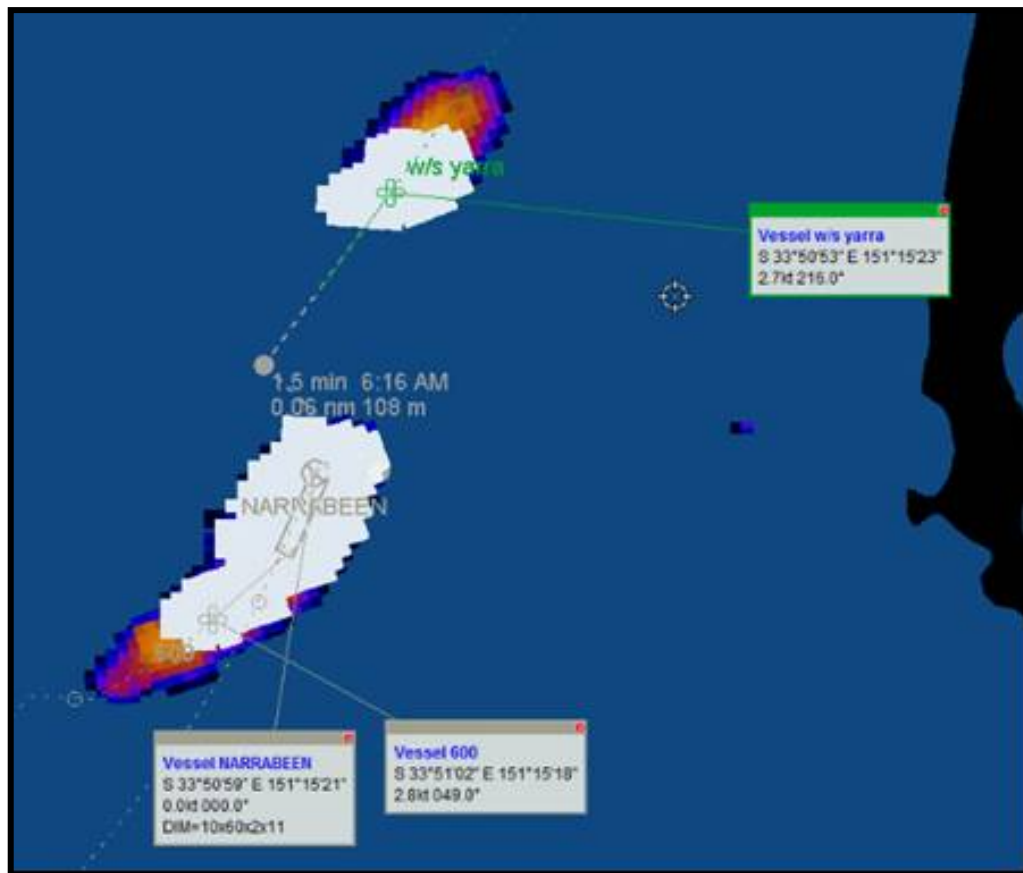 w/s yarra
Vessel w/s yarra
S 33°50'53" E 151°15'23"
2.7kt 216.0°
1.5 min 6:16 AM
0.06 nm 108 m
NARRABEEN
600
Vessel NARRABEEN
S 33°50'59" E 151°15'21"
0.0kt 000.0°
DIM=10x60x2x11
Vessel 600
S 33°51'02" E 151°15'18"
2.8kt 049.0°